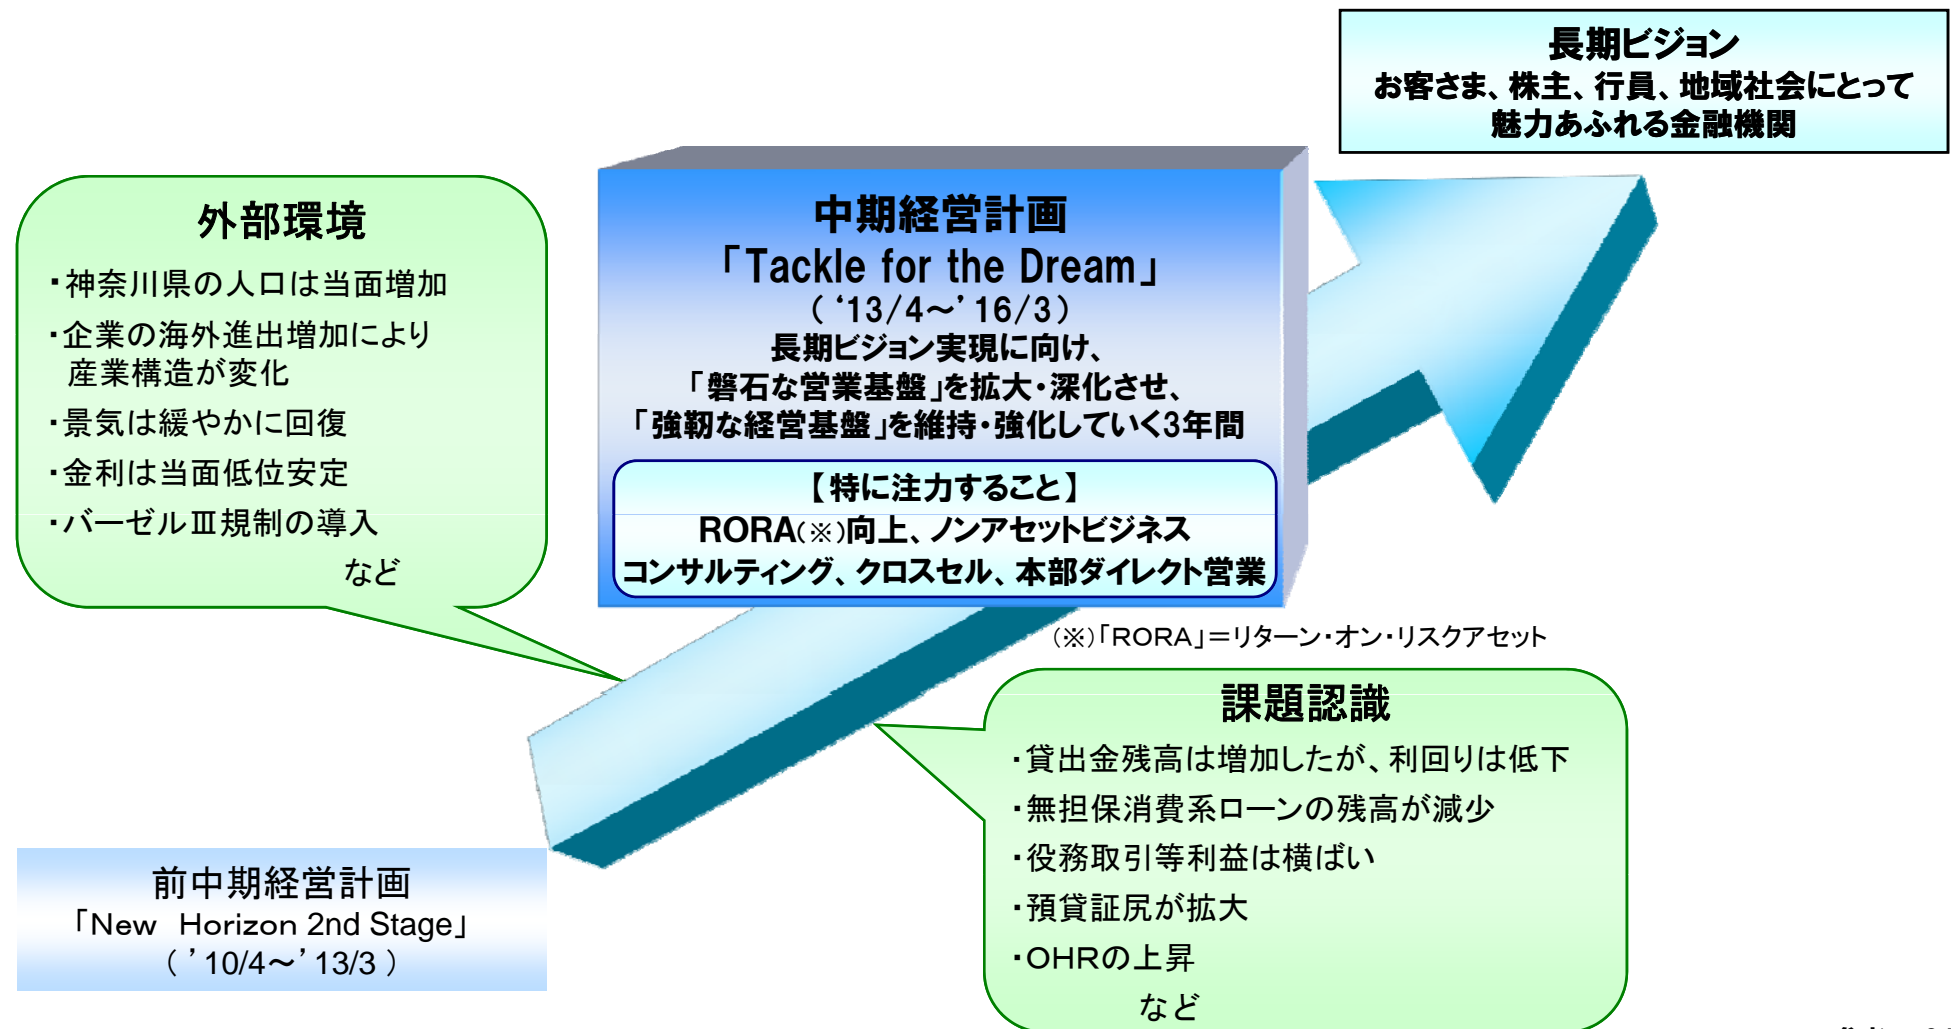 長期ビジョン
お客さま、株主、行員、地域社会にとって
魅力あふれる金融機関
外部環境
・神奈川県の人口は当面増加
・企業の海外進出増加により
産業構造が変化
・景気は緩やかに回復
・金利は当面低位安定
・バーゼルⅢ規制の導入
など
中期経営計画
「Tackle for the Dream」
（‘13/4～’16/3）
長期ビジョン実現に向け、
「磐石な営業基盤」を拡大・深化させ、
「強靭な経営基盤」を維持・強化していく3年間
【特に注力すること】
RORA(※)向上、ノンアセットビジネス
コンサルティング、クロスセル、本部ダイレクト営業
(※)「RORA」＝リターン・オン・リスクアセット
課題認識
・貸出金残高は増加したが、利回りは低下
・無担保消費系ローンの残高が減少
・役務取引等利益は横ばい
・預貸証尻が拡大
・OHRの上昇
など
前中期経営計画
「New Horizon 2nd Stage」
（’10/4～’13/3）